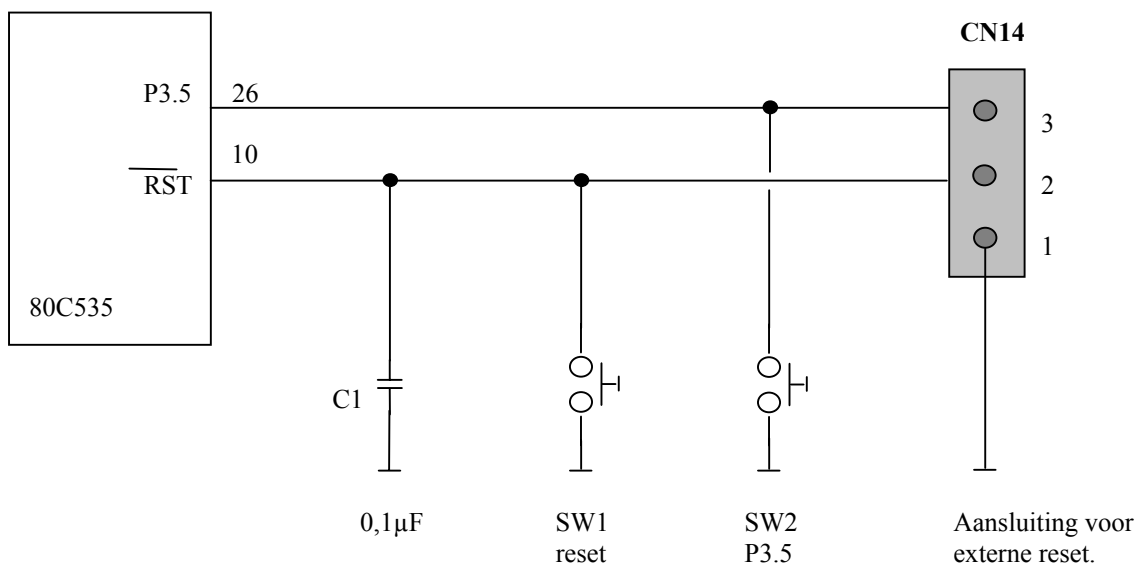 CN14
P3.5
26
3
10
RST
2
1
80C535
C1
0,1µF
SW1
reset
SW2
P3.5
Aansluiting voor
externe reset.